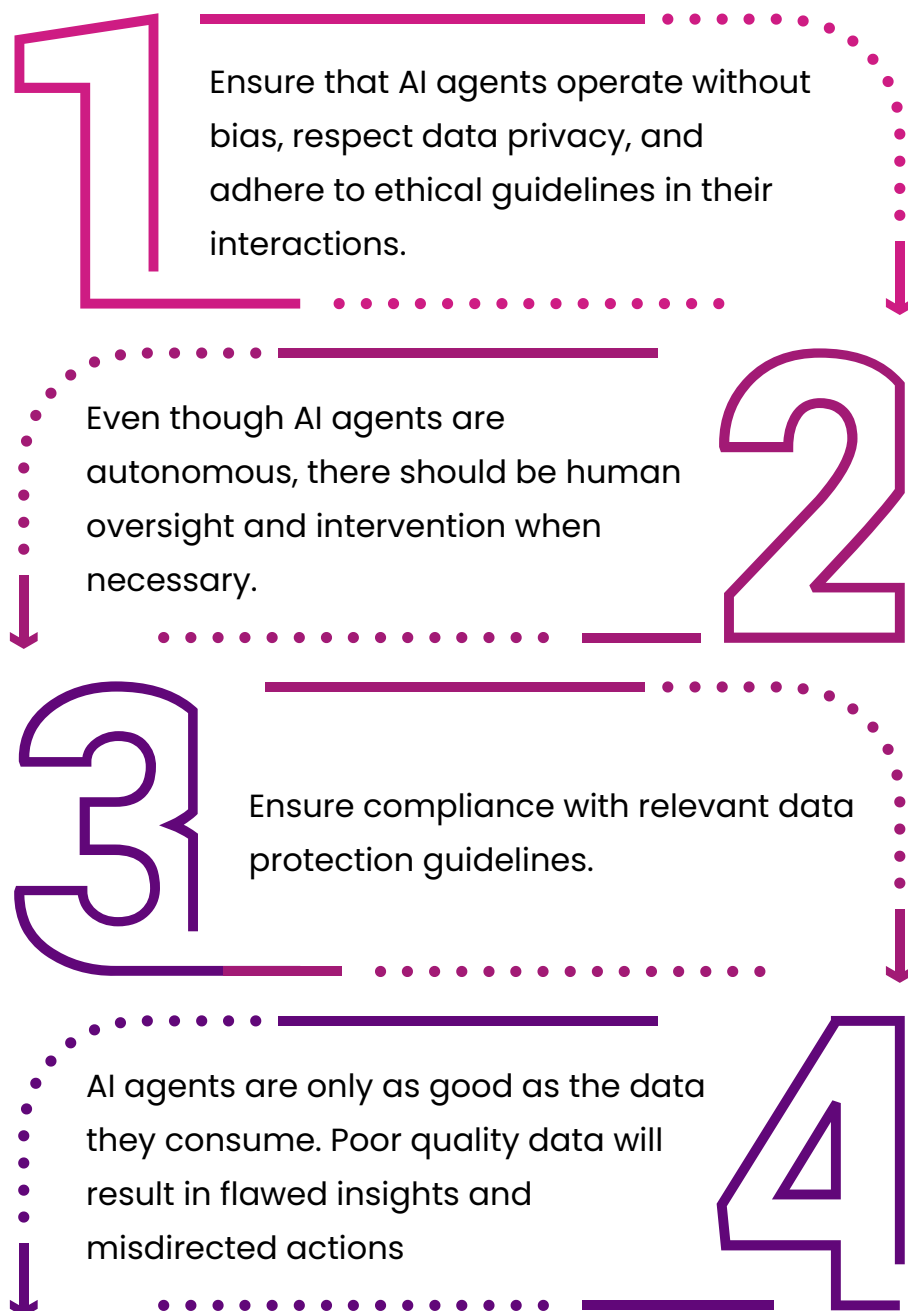 1
Ensure that AI agents operate without
bias, respect data privacy, and
adhere to ethical guidelines in their
interactions.
2
Even though AI agents are
autonomous, there should be human
oversight and intervention when
necessary.
3
Ensure compliance with relevant data
protection guidelines.
4
AI agents are only as good as the data
they consume. Poor quality data will
result in flawed insights and
misdirected actions